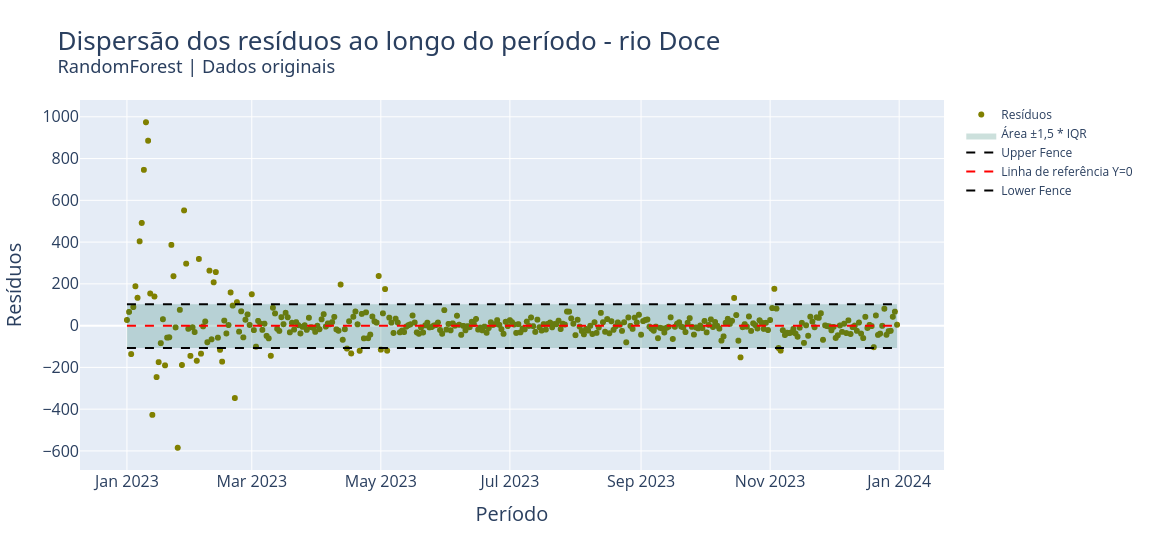 Dispersão dos resíduos ao longo do período - rio Doce
RandomForest | Dados originais
1000
800
600
400
200
0
−200
−400
−600
Resíduos
Jan 2023
Mar 2023
May 2023
Jul 2023
Sep 2023
Nov 2023
Jan 2024
Período
Resíduos
Área ±1,5 * IQR
Upper Fence
Linha de referência Y=0
Lower Fence